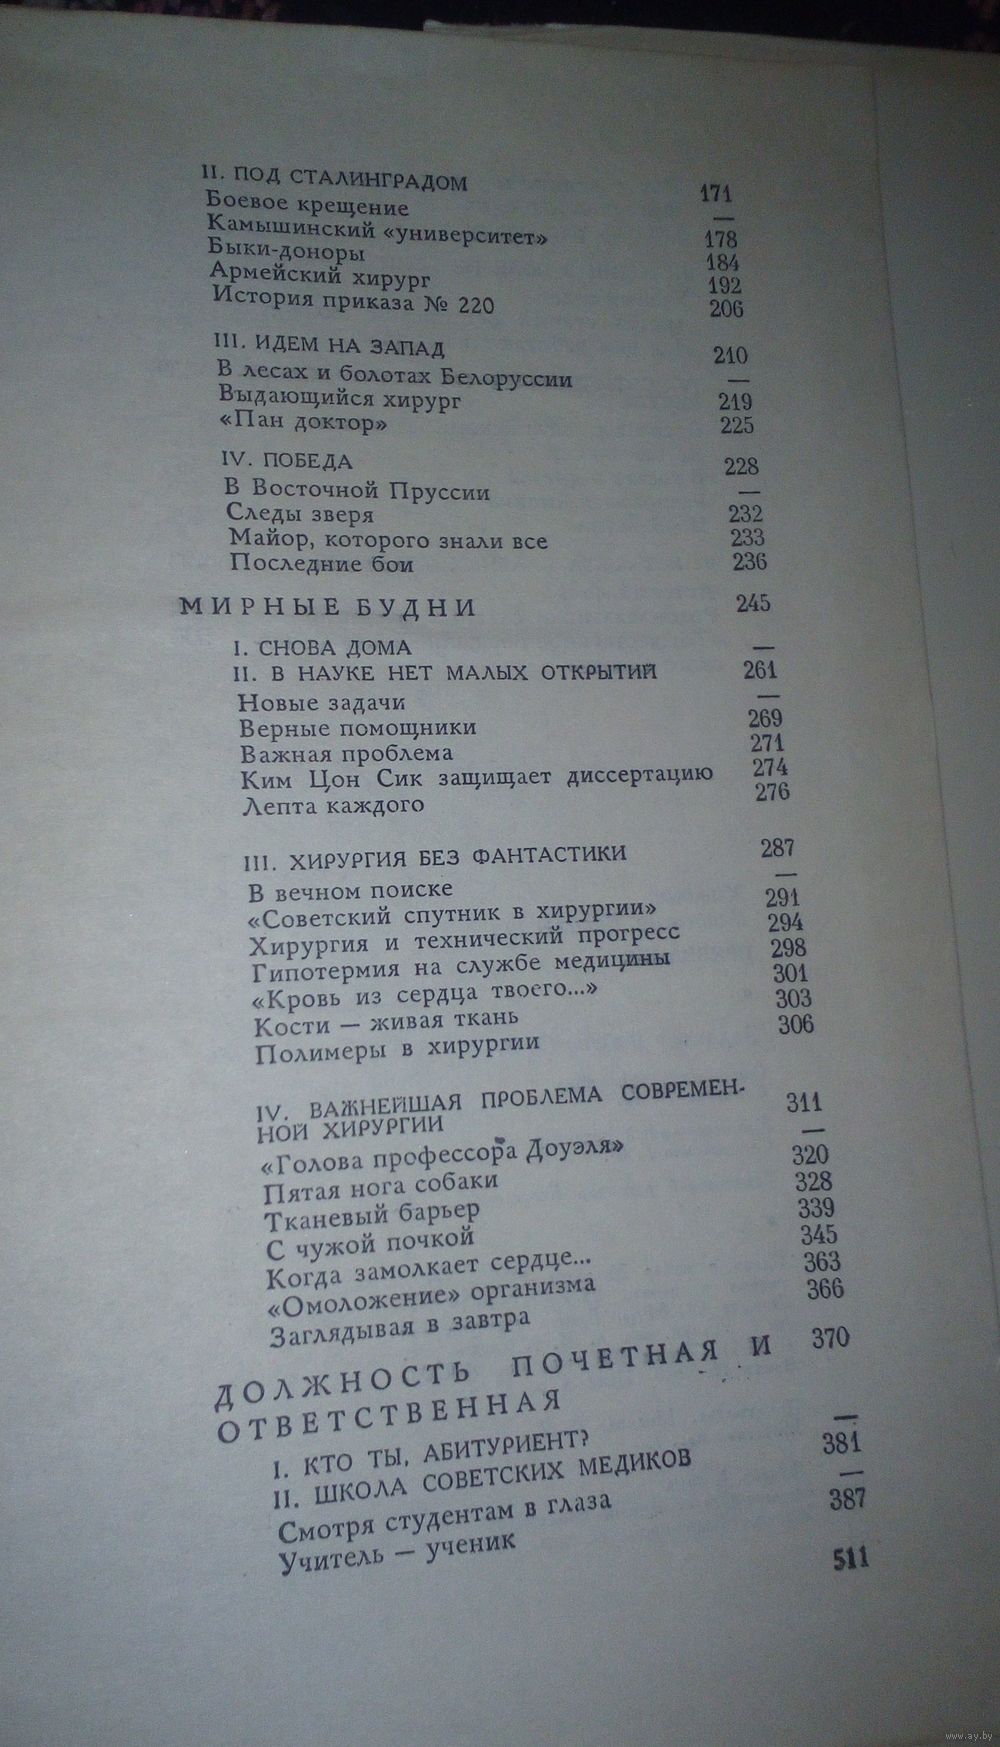 II. ПОД СТАЛИНГРАДОМ 171
Боевое крещение —
Камышинский «университет» 178
Быки-доноры 184
Армейский хирург 192
История приказа № 220 206
III. ИДЕМ НА ЗАПАД 210
В лесах и болотах Белоруссии —
Выдающийся хирург 219
«Пан доктор» 225
IV. ПОБЕДА 228
В Восточной Пруссии —
Следы зверя 232
Майор, которого знали все 233
Последние бои 236
МИРНЫЕ БУДНИ 245
I. СНОВА ДОМА —
II. В НАУКЕ НЕТ МАЛЫХ ОТКРЫТИЙ 261
Новые задачи —
Верные помощники 269
Важная проблема 271
Ким Цон Сик защищает диссертацию 274
Лепта каждого 276
III. ХИРУРГИЯ БЕЗ ФАНТАСТИКИ 287
В вечном поиске —
«Советский спутник в хирургии» 291
Хирургия и технический прогресс 294
Гипотермия на службе медицины 298
«Кровь из сердца твоего...» 301
Кости — живая ткань 303
Полимеры в хирургии 306
IV. ВАЖНЕЙШАЯ ПРОБЛЕМА СОВРЕМЕН-
НОЙ ХИРУРГИИ 311
«Голова профессора Доуэля» —
Пятая нога собаки 320
Тканевый барьер 328
С чужой почкой 339
Когда замолкает сердце... 345
«Омоложение» организма 363
Заглядывая в завтра 366
ДОЛЖНОСТЬ ПОЧЕТНАЯ И 370
ОТВЕТСТВЕННАЯ
I. КТО ТЫ, АБИТУРИЕНТ? —
II. ШКОЛА СОВЕТСКИХ МЕДИКОВ 381
Смотря студентам в глаза —
Учитель — ученик 387
511
www.ay.by